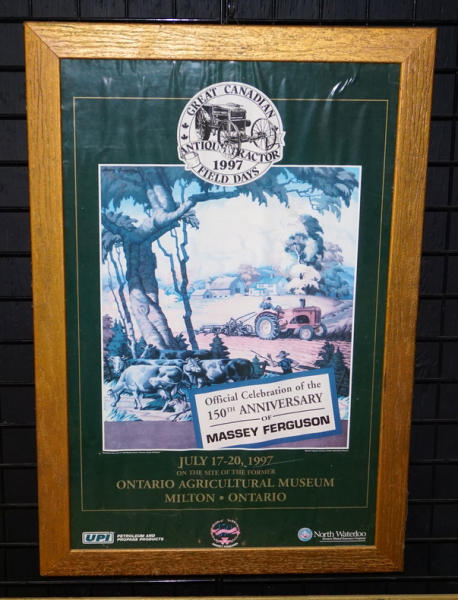 GREAT CANADIAN
ANTIQUE TRACTOR
1997
FIELD DAYS
Official Celebration of the
150TH ANNIVERSARY
OF
MASSEY FERGUSON
JULY 17-20, 1997
ON THE SITE OF THE FORMER
ONTARIO AGRICULTURAL MUSEUM
MILTON • ONTARIO
UPI PETROLEUM AND
PROPANE PRODUCTS
North Waterloo